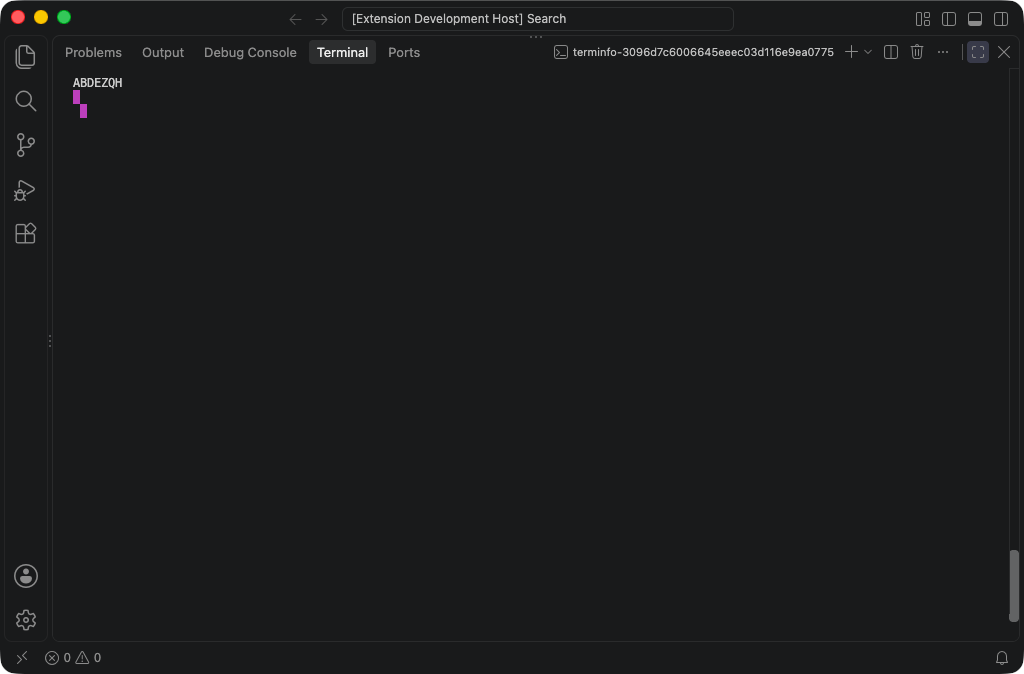 [Extension Development Host] Search
Problems Output Debug Console Terminal Ports terminfo-3096d7c6006645eeec03d116e9ea0775
ABDEZQH
0 0